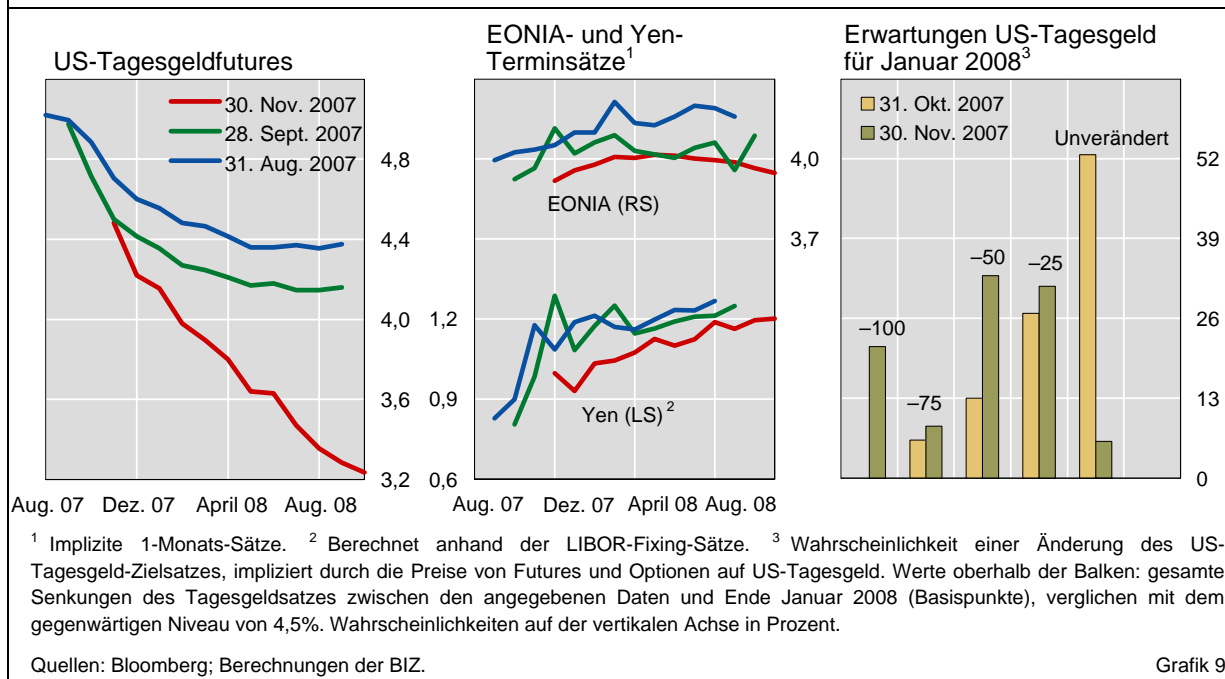 US-Tagesgeldfutures
30. Nov. 2007
28. Sept. 2007
31. Aug. 2007
4,8
4,4
4,0
3,6
3,2
Aug. 07 Dez. 07 April 08 Aug. 08
EONIA- und Yen-
Terminsätze¹
EONIA (RS)
Yen (LS) ²
4,0
3,7
1,2
0,9
0,6
Aug. 07 Dez. 07 April 08 Aug. 08
Erwartungen US-Tagesgeld
für Januar 2008³
31. Okt. 2007
30. Nov. 2007
Unverändert
–100
–75
–50
–25
52
39
26
13
0
¹ Implizite 1-Monats-Sätze. ² Berechnet anhand der LIBOR-Fixing-Sätze. ³ Wahrscheinlichkeit einer Änderung des US-
Tagesgeld-Zielsatzes, impliziert durch die Preise von Futures und Optionen auf US-Tagesgeld. Werte oberhalb der Balken: gesamte
Senkungen des Tagesgeldsatzes zwischen den angegebenen Daten und Ende Januar 2008 (Basispunkte), verglichen mit dem
gegenwärtigen Niveau von 4,5%. Wahrscheinlichkeiten auf der vertikalen Achse in Prozent.
Quellen: Bloomberg; Berechnungen der BIZ. Grafik 9